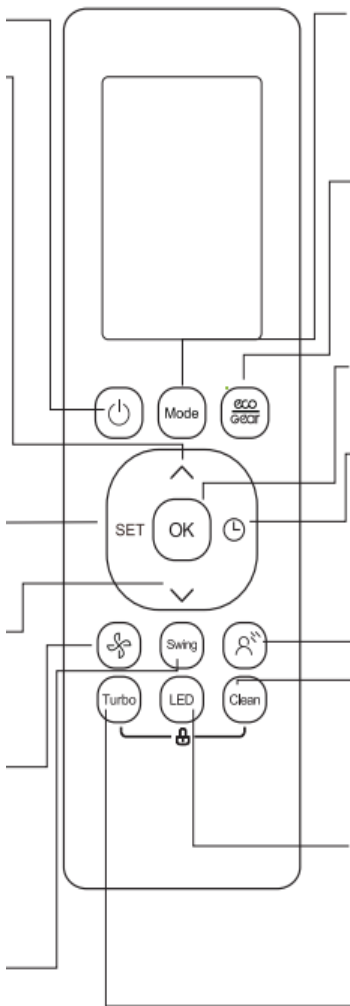 Mode
eco
Gear
SET
OK
Swing
Turbo
LED
Clean